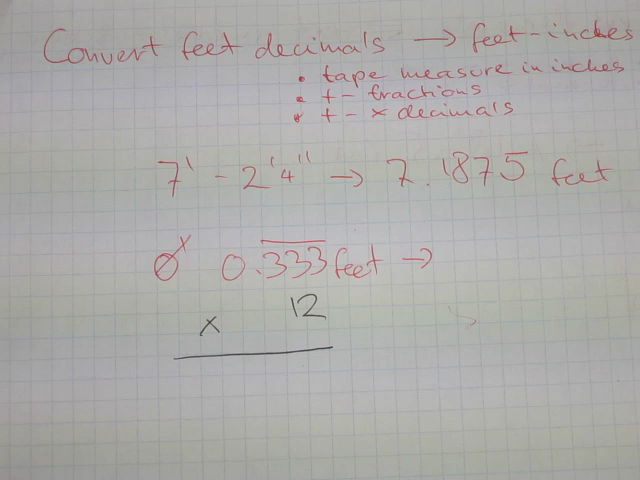 Convert feet decimals → feet-inches
• tape measure in inches
• + - fractions
• + - × decimals
7' - 2 1/4" → 7.1875 feet
0.333 feet →
× 12